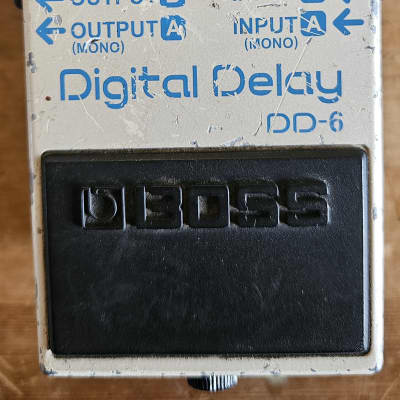 OUTPUT A INPUT A
(MONO) (MONO)
Digital Delay
DD-6
BOSS